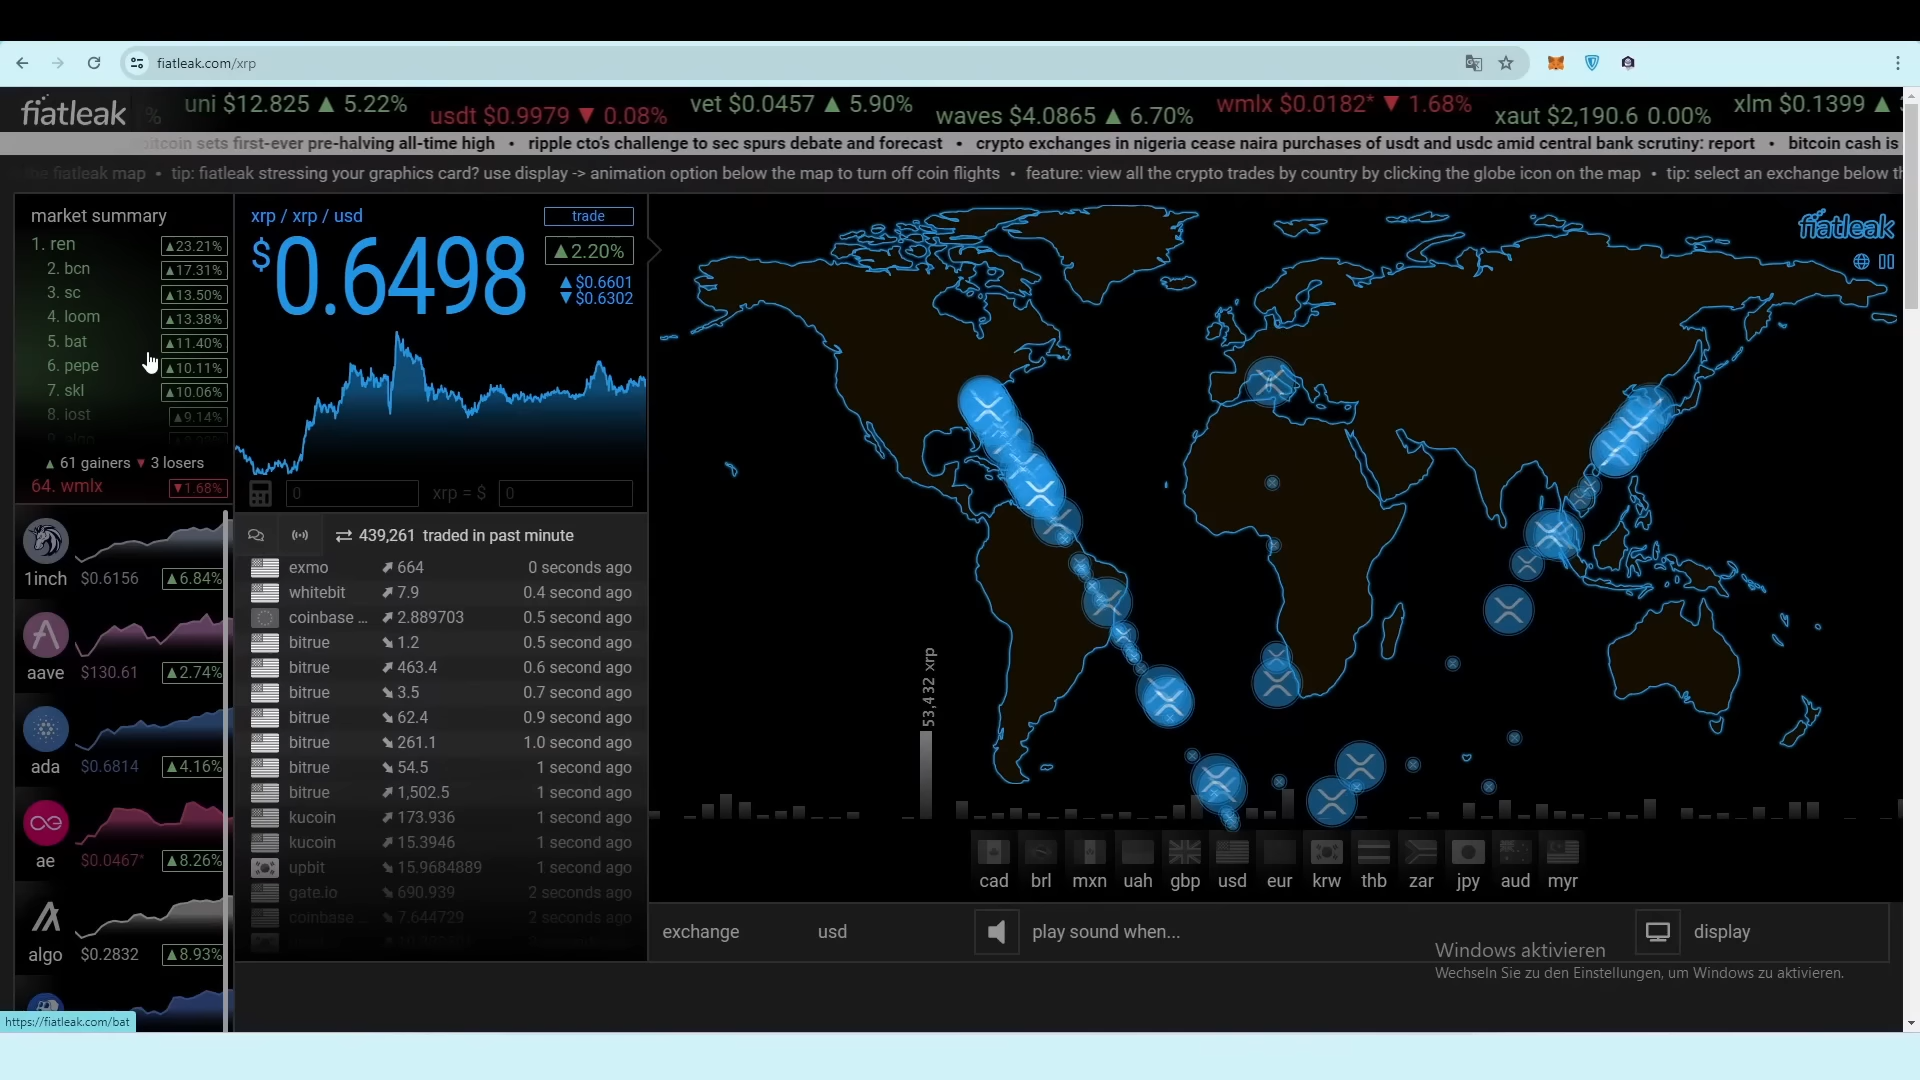 fiatleak.com/xrp
fiatleak
% uni $12.825 ▲ 5.22% usdt $0.9979 ▼ 0.08% vet $0.0457 ▲ 5.90% waves $4.0865 ▲ 6.70% wmlx $0.0182* ▼ 1.68% xaut $2,190.6 0.00% xlm $0.1399 ▲
bitcoin sets first-ever pre-halving all-time high • ripple cto's challenge to sec spurs debate and forecast • crypto exchanges in nigeria cease naira purchases of usdt and usdc amid central bank scrutiny: report • bitcoin cash is
the fiatleak map • tip: fiatleak stressing your graphics card? use display -> animation option below the map to turn off coin flights • feature: view all the crypto trades by country by clicking the globe icon on the map • tip: select an exchange below
market summary
1. ren ▲23.21%
2. bcn ▲17.31%
3. sc ▲13.50%
4. loom ▲13.38%
5. bat ▲11.40%
6. pepe ▲10.11%
7. skl ▲10.06%
8. iost ▲9.14%
▲ 61 gainers ▼ 3 losers
64. wmlx ▼1.68%
1inch $0.6156 ▲6.84%
aave $130.61 ▲2.74%
ada $0.6814 ▲4.16%
ae $0.0467* ▲8.26%
algo $0.2832 ▲8.93%
https://fiatleak.com/bat
xrp / xrp / usd
trade
$0.6498
▲2.20%
▲$0.6601
▼$0.6302
0 xrp = $ 0
439,261 traded in past minute
exmo 664 0 seconds ago
whitebit 7.9 0.4 second ago
coinbase ... 2.889703 0.5 second ago
bitrue 1.2 0.5 second ago
bitrue 463.4 0.6 second ago
bitrue 3.5 0.7 second ago
bitrue 62.4 0.9 second ago
bitrue 261.1 1.0 second ago
bitrue 54.5 1 second ago
bitrue 1,502.5 1 second ago
kucoin 173.936 1 second ago
kucoin 15.3946 1 second ago
upbit 15.9684889 1 second ago
gate.io 690.939 2 seconds ago
coinbase 7.644729 2 seconds ago
fiatleak
53,432 xrp
cad brl mxn uah gbp usd eur krw thb zar jpy aud myr
exchange usd play sound when... display
Windows aktivieren
Wechseln Sie zu den Einstellungen, um Windows zu aktivieren.